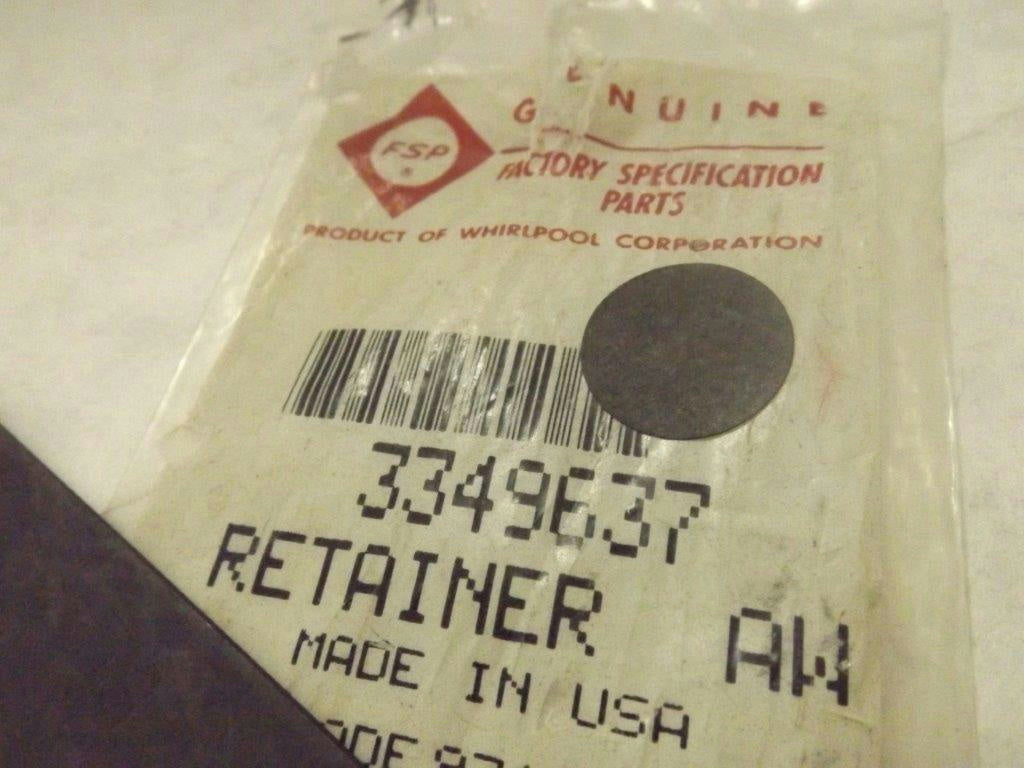 GENUINE
FSP
®
FACTORY SPECIFICATION
PARTS
PRODUCT OF WHIRLPOOL CORPORATION
3349637
RETAINER AW
MADE IN USA